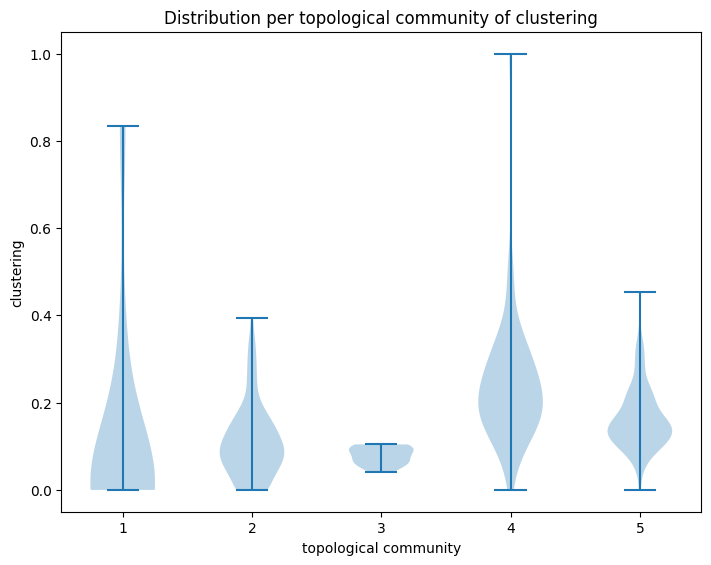 Distribution per topological community of clustering
1.0
0.8
0.6
0.4
0.2
0.0
clustering
1 2 3 4 5
topological community